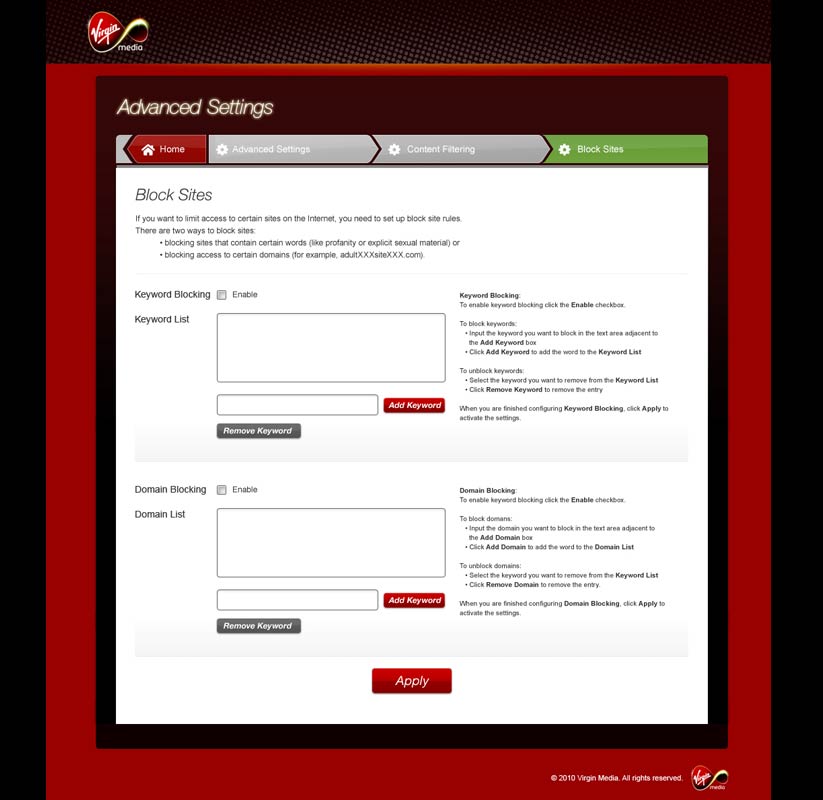 Virgin
media
Advanced Settings
Home
Advanced Settings
Content Filtering
Block Sites
Block Sites
If you want to limit access to certain sites on the Internet, you need to set up block site rules.
There are two ways to block sites:
• blocking sites that contain certain words (like profanity or explicit sexual material) or
• blocking access to certain domains (for example, adultXXXsiteXXX.com).
Keyword Blocking
Enable
Keyword List
Add Keyword
Remove Keyword
Keyword Blocking:
To enable keyword blocking click the Enable checkbox.
To block keywords:
• Input the keyword you want to block in the text area adjacent to
the Add Keyword box
• Click Add Keyword to add the word to the Keyword List
To unblock keywords:
• Select the keyword you want to remove from the Keyword List
• Click Remove Keyword to remove the entry
When you are finished configuring Keyword Blocking, click Apply to
activate the settings.
Domain Blocking
Enable
Domain List
Add Keyword
Remove Keyword
Domain Blocking:
To enable keyword blocking click the Enable checkbox.
To block domans:
• Input the domain you want to block in the text area adjacent to
the Add Domain box
• Click Add Domain to add the word to the Domain List
To unblock domains:
• Select the keyword you want to remove from the Keyword List
• Click Remove Domain to remove the entry.
When you are finished configuring Domain Blocking, click Apply to
activate the settings.
Apply
© 2010 Virgin Media. All rights reserved.
Virgin
media